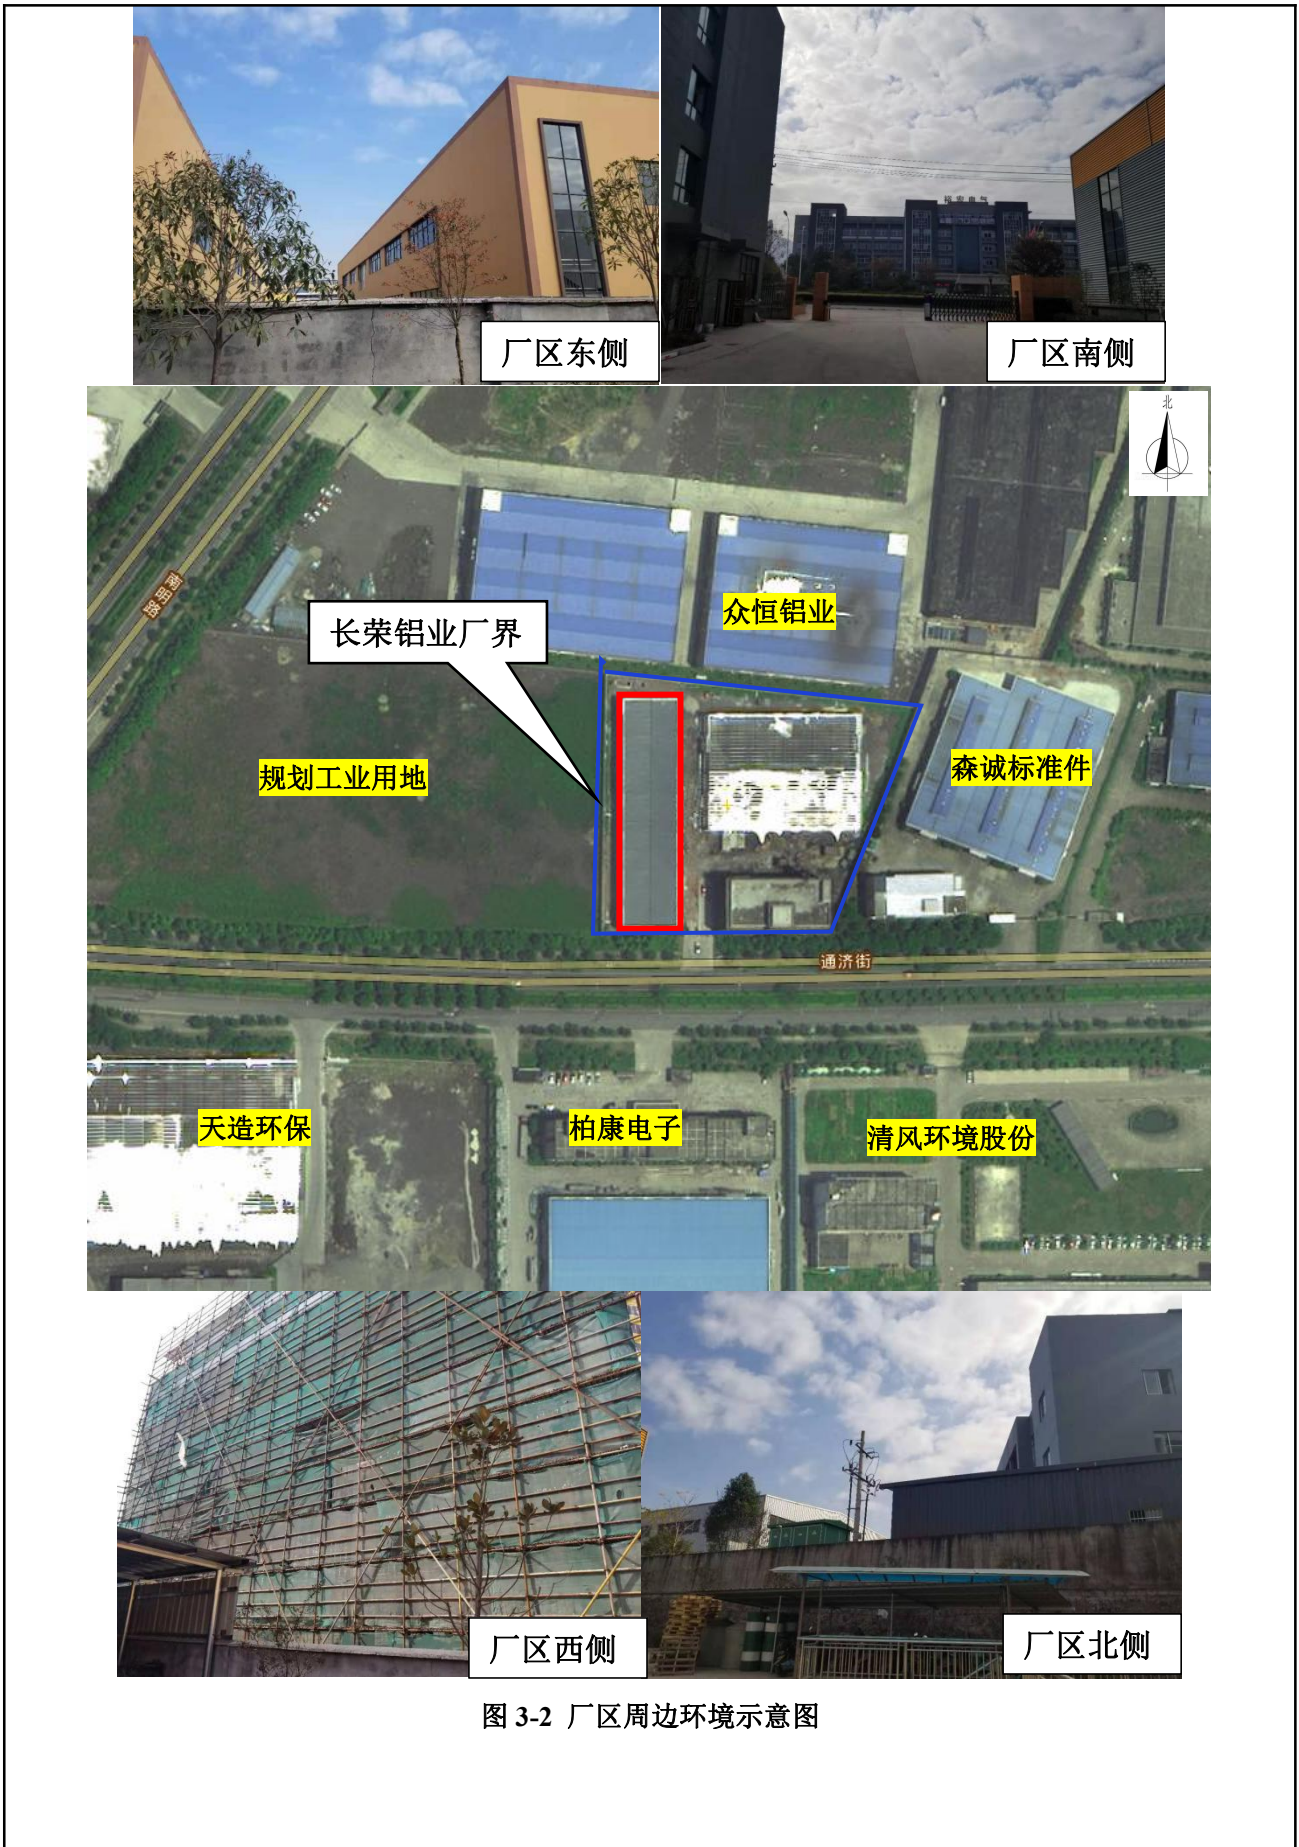 厂区东侧
厂区南侧
北
南明路
众恒铝业
长荣铝业厂界
规划工业用地
森诚标准件
通济街
天造环保
柏康电子
清风环境股份
厂区西侧
厂区北侧
图 3-2 厂区周边环境示意图